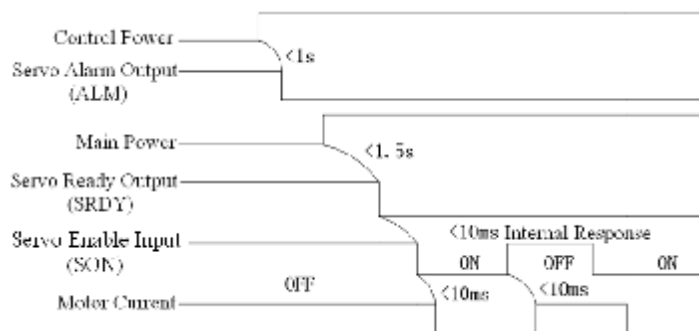 Control Power
<1s
Servo Alarm Output
(ALM)
Main Power
<1.5s
Servo Ready Output
(SRDY)
<10ms Internal Response
Servo Enable Input
(SON)
ON
OFF
ON
OFF
<10ms
<10ms
Motor Current